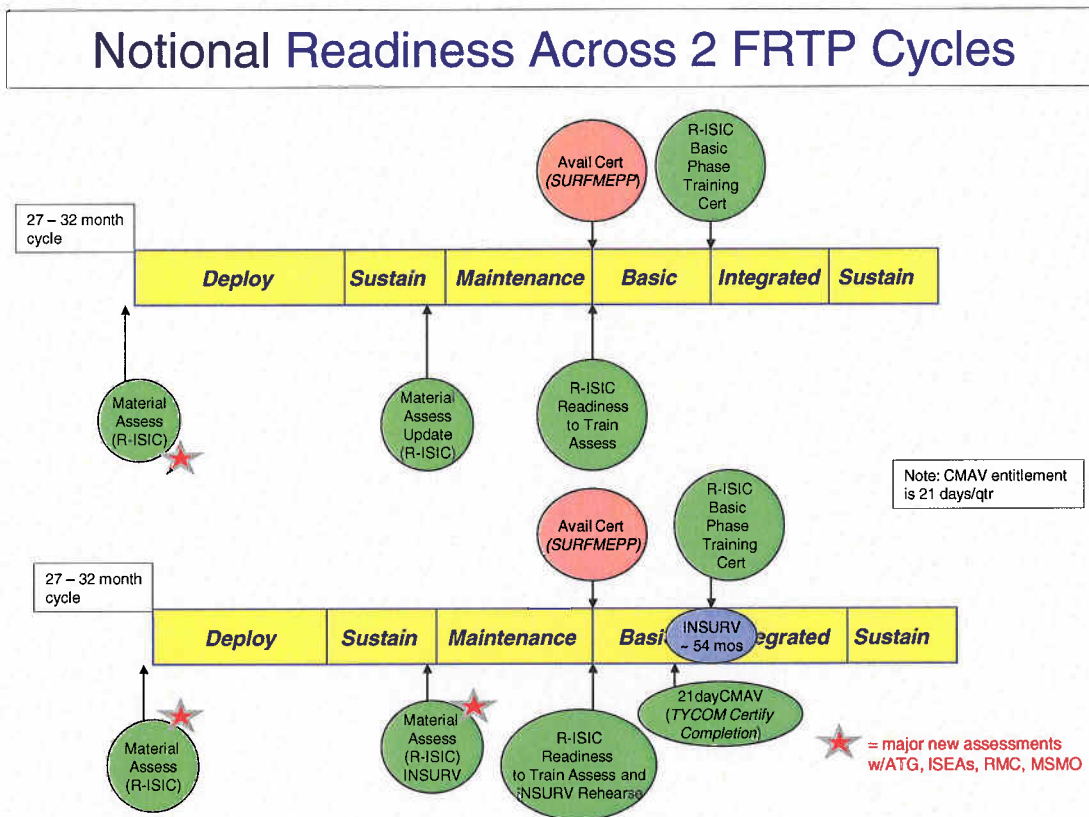 Notional Readiness Across 2 FRTP Cycles
Avail Cert
(SURFMEPP)
R-ISIC
Basic
Phase
Training
Cert
27 – 32 month
cycle
Deploy
Sustain
Maintenance
Basic
Integrated
Sustain
Material
Assess
(R-ISIC)
Material
Assess
Update
(R-ISIC)
R-ISIC
Readiness
to Train
Assess
Note: CMAV entitlement
is 21 days/qtr
Avail Cert
(SURFMEPP)
R-ISIC
Basic
Phase
Training
Cert
27 – 32 month
cycle
Deploy
Sustain
Maintenance
Basi
INSURV
~ 54 mos
egrated
Sustain
Material
Assess
(R-ISIC)
Material
Assess
(R-ISIC)
INSURV
R-ISIC
Readiness
to Train Assess and
INSURV Rehearse
21dayCMAV
(TYCOM Certify
Completion)
= major new assessments
w/ATG, ISEAs, RMC, MSMO